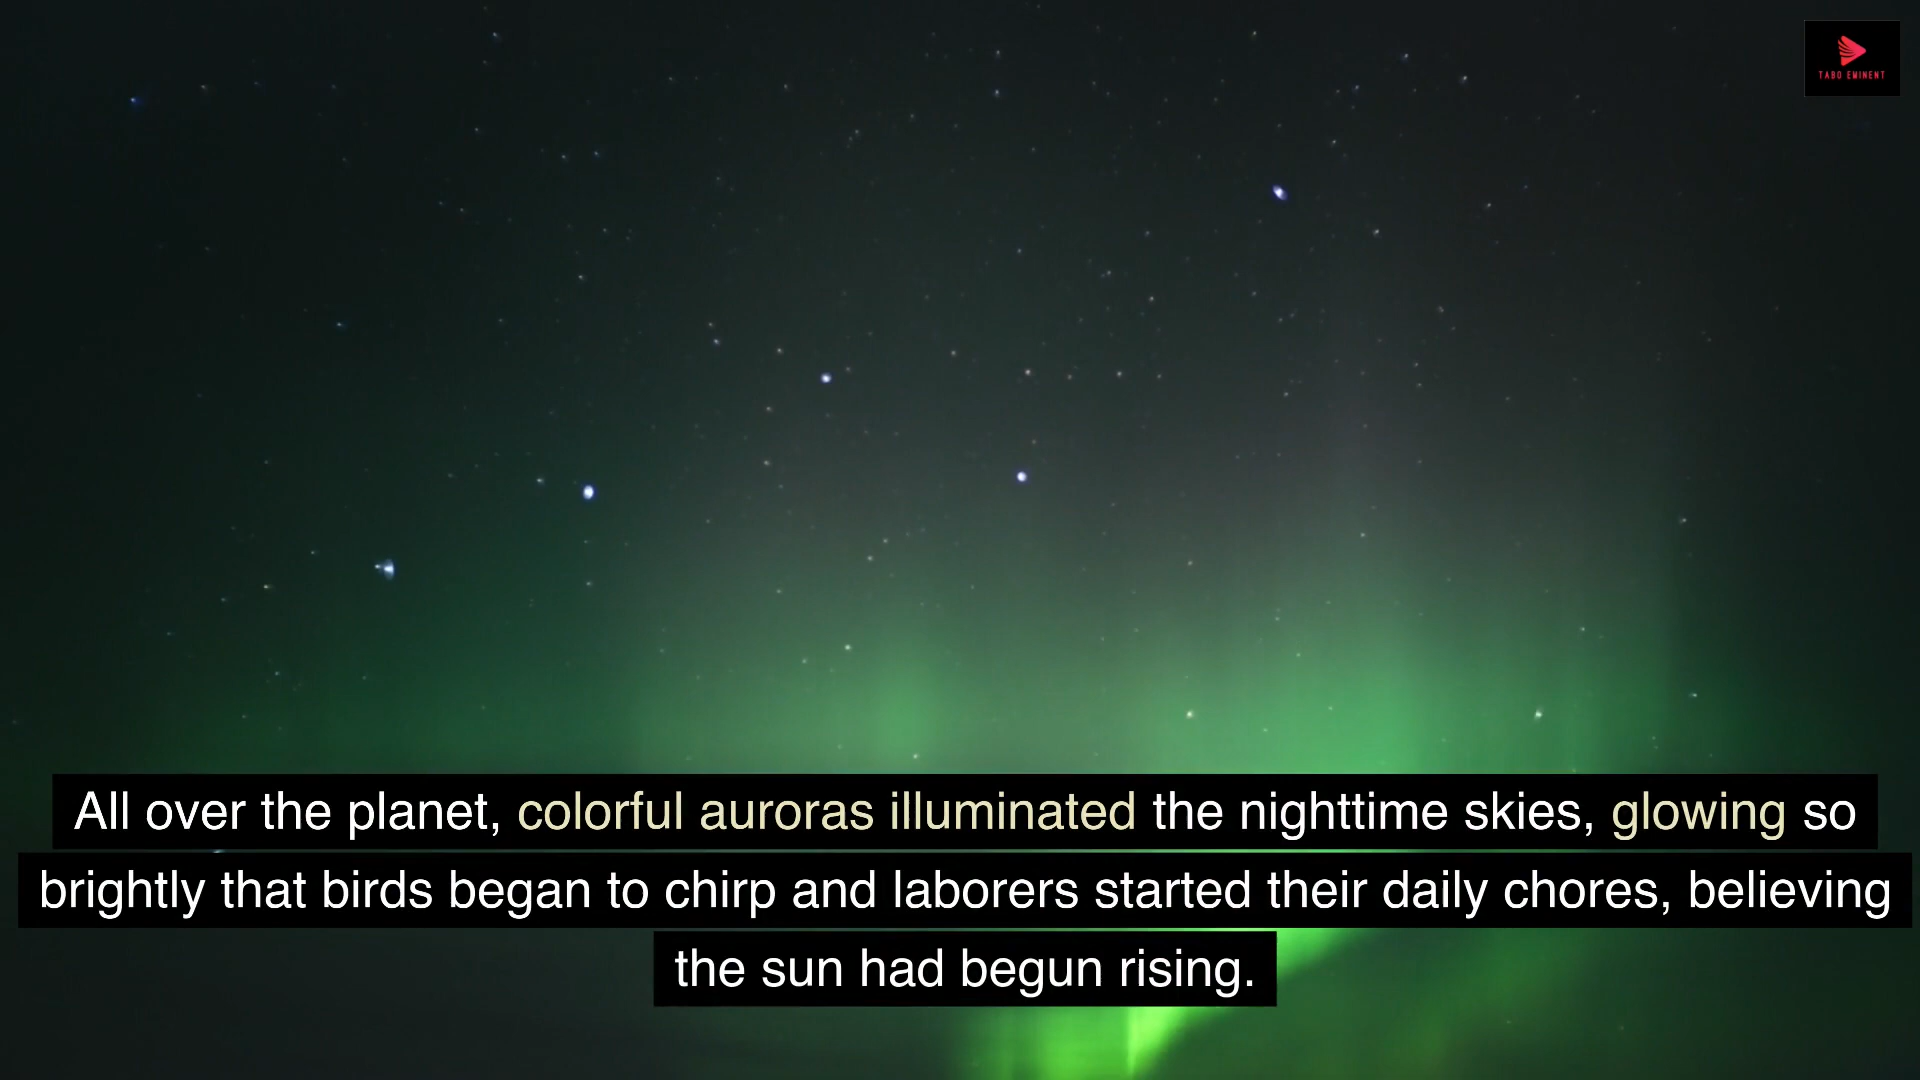 TABO EMINENT
All over the planet, colorful auroras illuminated the nighttime skies, glowing so
brightly that birds began to chirp and laborers started their daily chores, believing
the sun had begun rising.